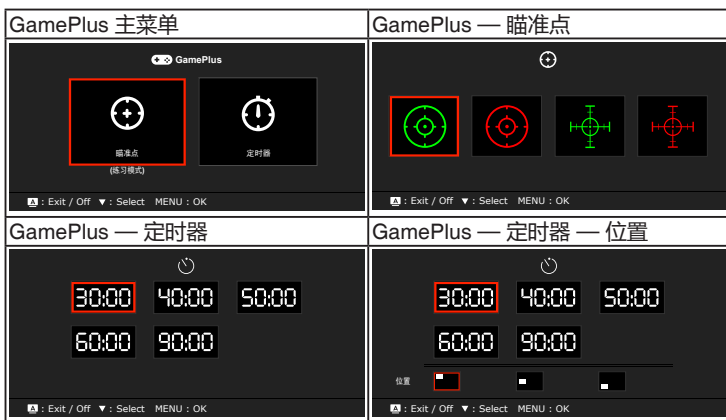 GamePlus 主菜单
GamePlus — 瞄准点
GamePlus
瞄准点
(练习模式)
定时器
A : Exit / Off ▼ : Select MENU : OK
A : Exit / Off ▼ : Select MENU : OK
GamePlus — 定时器
GamePlus — 定时器 — 位置
30:00 40:00 50:00
60:00 90:00
A : Exit / Off ▼ : Select MENU : OK
30:00 40:00 50:00
60:00 90:00
位置
A : Exit / Off ▼ : Select MENU : OK